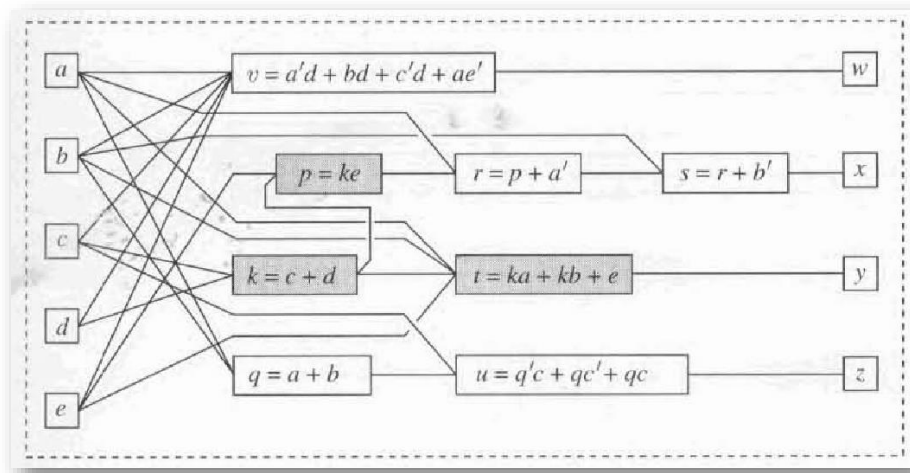 a
v = a′d + bd + c′d + ae′
w
b
p = ke
r = p + a′
s = r + b′
x
c
k = c + d
t = ka + kb + e
y
d
q = a + b
u = q′c + qc′ + qc
z
e